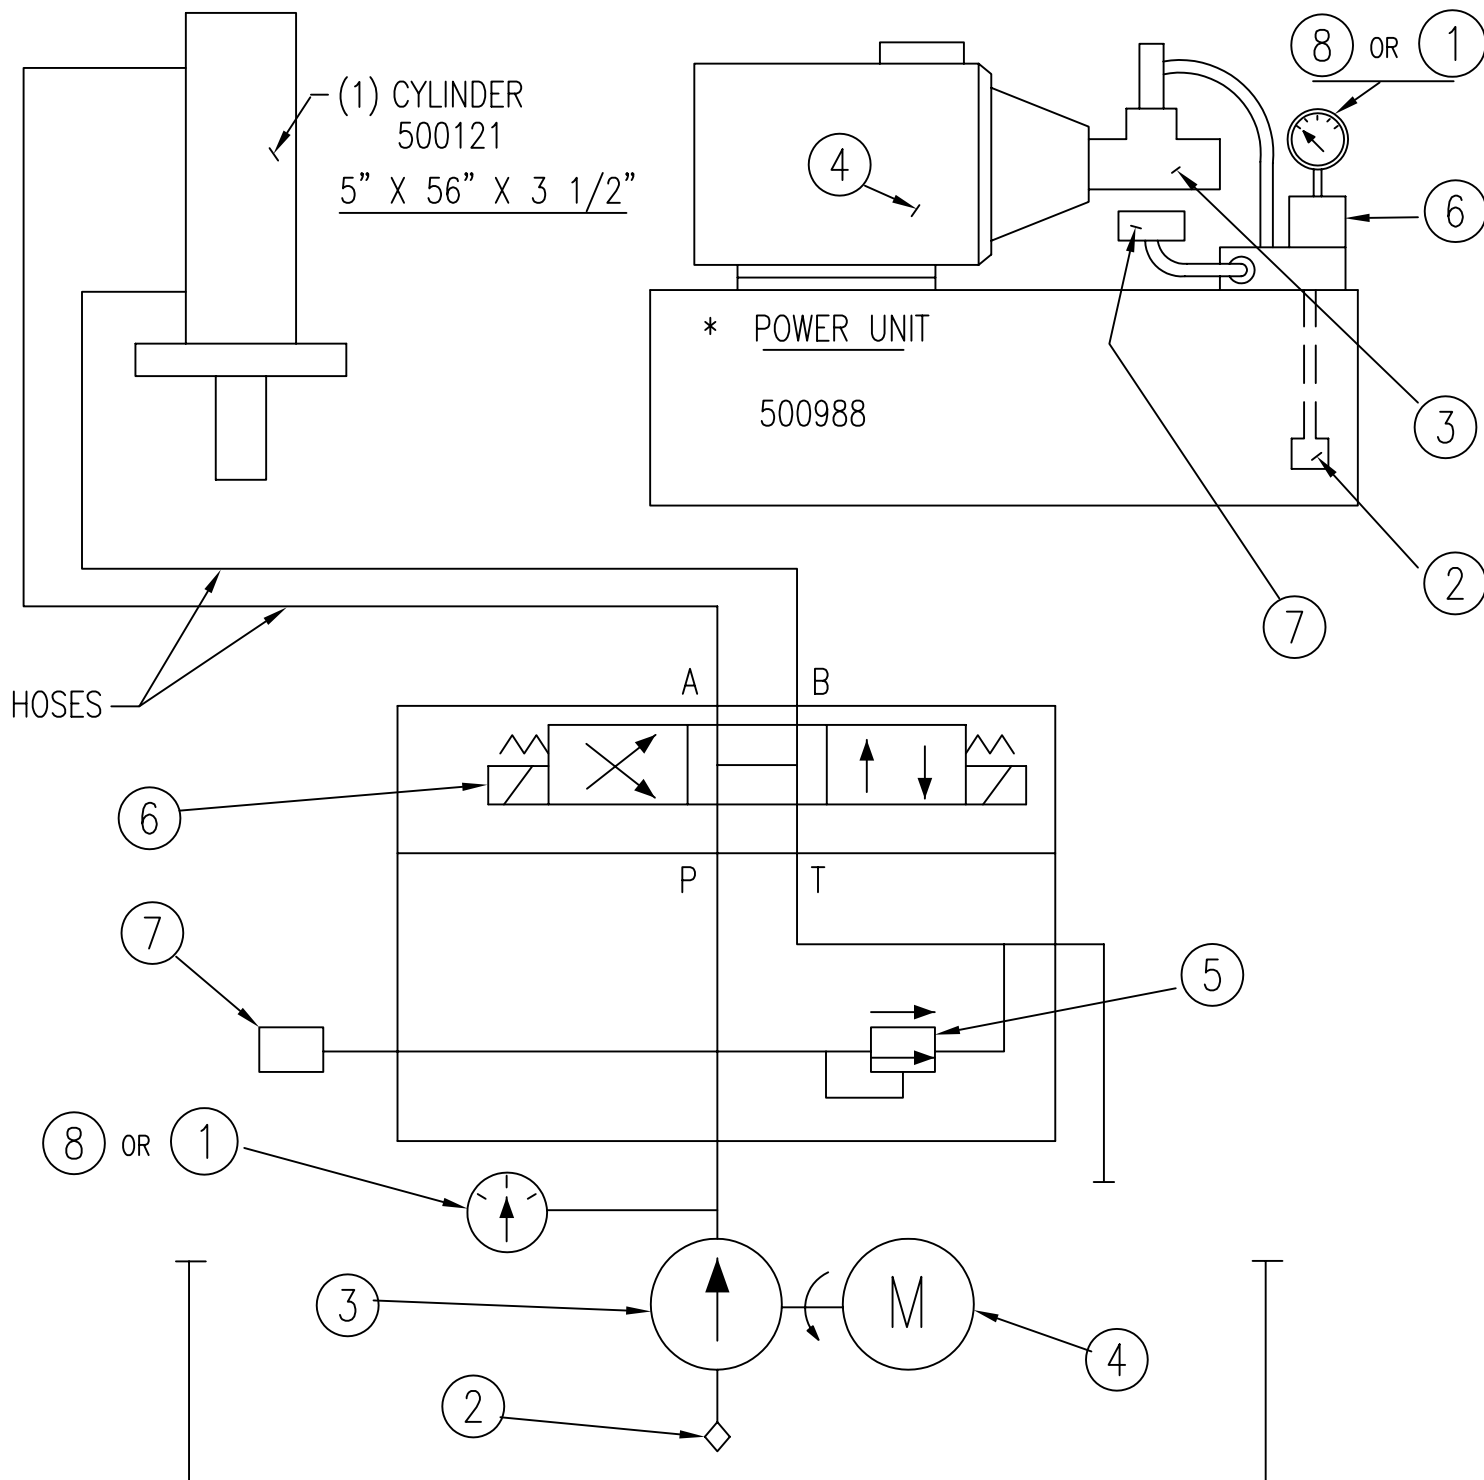 (1) CYLINDER
500121
5” X 56” X 3 1/2”
8 OR 1
4
6
* POWER UNIT
500988
3
2
7
HOSES
A B
6
P T
7
5
8 OR 1
3
M
4
2